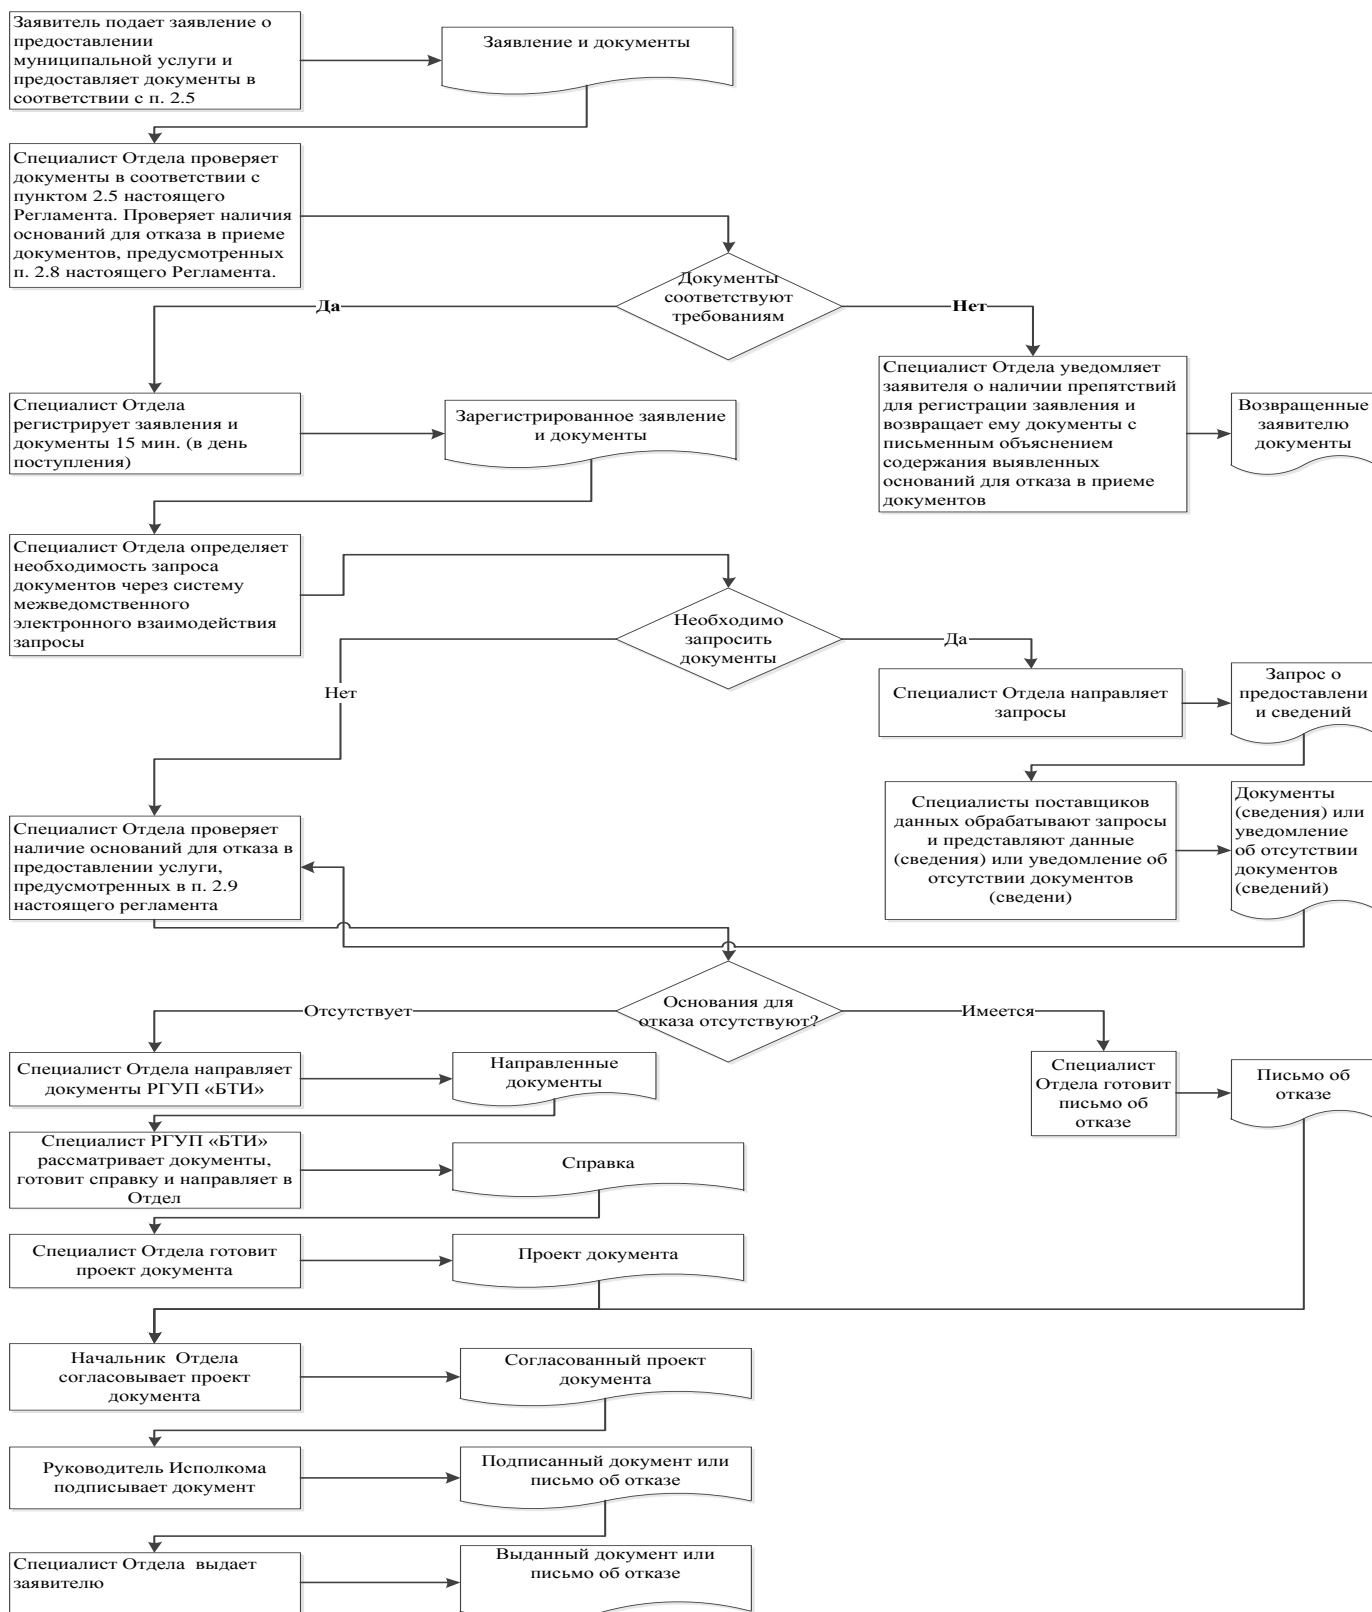 Заявитель подает заявление о
предоставлении
муниципальной услуги и
предоставляет документы в
соответствии с п. 2.5
Заявление и документы
Специалист Отдела проверяет
документы в соответствии с
пунктом 2.5 настоящего
Регламента. Проверяет наличия
оснований для отказа в приеме
документов, предусмотренных
п. 2.8 настоящего Регламента.
Документы
соответствуют
требованиям
Да
Нет
Специалист Отдела
регистрирует заявления и
документы 15 мин. (в день
поступления)
Зарегистрированное заявление
и документы
Специалист Отдела уведомляет
заявителя о наличии препятствий
для регистрации заявления и
возвращает ему документы с
письменным объяснением
содержания выявленных
оснований для отказа в приеме
документов
Возвращенные
заявителю
документы
Специалист Отдела определяет
необходимость запроса
документов через систему
межведомственного
электронного взаимодействия
запросы
Необходимо
запросить
документы
Да
Нет
Специалист Отдела направляет
запросы
Запрос о
предоставлени
и сведений
Специалисты поставщиков
данных обрабатывают запросы
и представляют данные
(сведения) или уведомление об
отсутствии документов
(сведени)
Документы
(сведения) или
уведомление
об отсутствии
документов
(сведений)
Специалист Отдела проверяет
наличие оснований для отказа в
предоставлении услуги,
предусмотренных в п. 2.9
настоящего регламента
Основания для
отказа отсутствуют?
Отсутствует
Имеется
Специалист Отдела направляет
документы РГУП «БТИ»
Направленные
документы
Специалист
Отдела готовит
письмо об
отказе
Письмо об
отказе
Специалист РГУП «БТИ»
рассматривает документы,
готовит справку и направляет в
Отдел
Справка
Специалист Отдела готовит
проект документа
Проект документа
Начальник  Отдела
согласовывает проект
документа
Согласованный проект
документа
Руководитель Исполкома
подписывает документ
Подписанный документ или
письмо об отказе
Специалист Отдела  выдает
заявителю
Выданный документ или
письмо об отказе